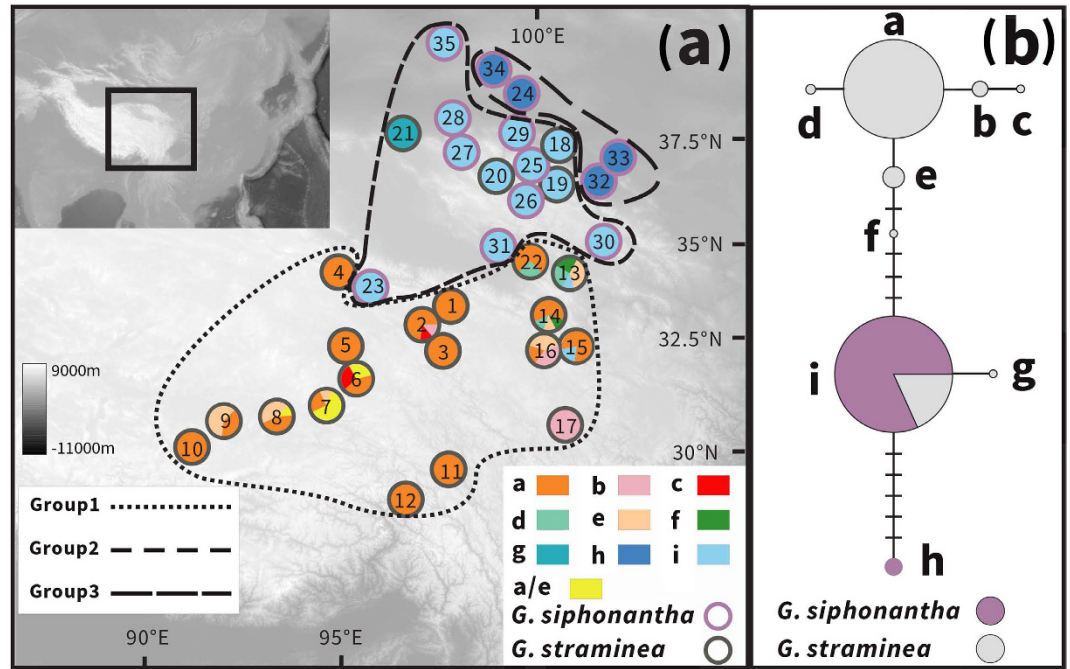 100°E
(a)
35
34
24
28
29
18
37.5°N
21
27
25
33
20
19
32
26
31
30
35°N
22
13
4
23
1
14
2
32.5°N
5
3
16
15
6
7
9
8
17
10
30°N
11
12
9000m
-11000m
Group1
Group2
Group3
a b c
d e f
g h i
a/e
G. siphonantha
G. straminea
90°E 95°E
(b)
a
d
b c
e
f
i
g
h
G. siphonantha
G. straminea